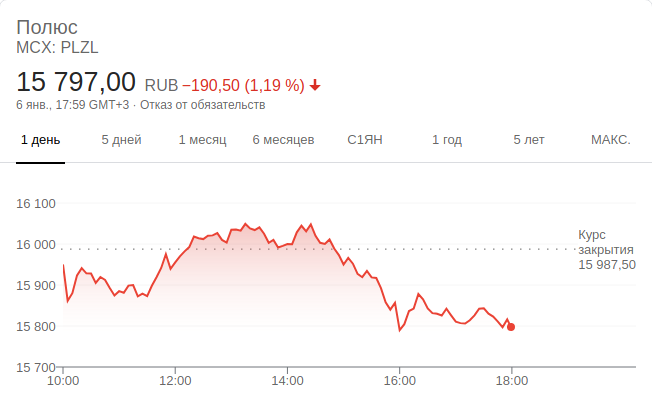 Полюс
MCX: PLZL
15 797,00 RUB −190,50 (1,19 %)
6 янв., 17:59 GMT+3 · Отказ от обязательств
1 день 5 дней 1 месяц 6 месяцев С1ЯН 1 год 5 лет МАКС.
16 100
16 000
15 900
15 800
15 700
Курс
закрытия
15 987,50
10:00 12:00 14:00 16:00 18:00